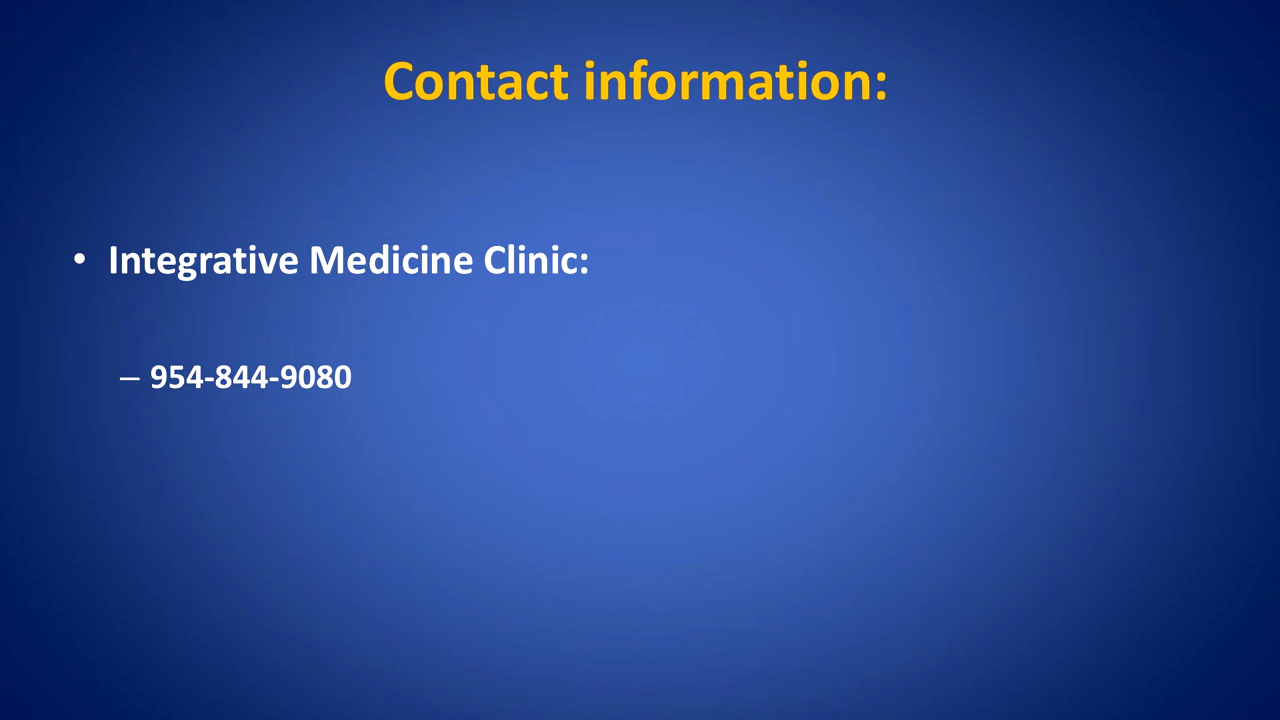 Contact information:
• Integrative Medicine Clinic:
– 954-844-9080